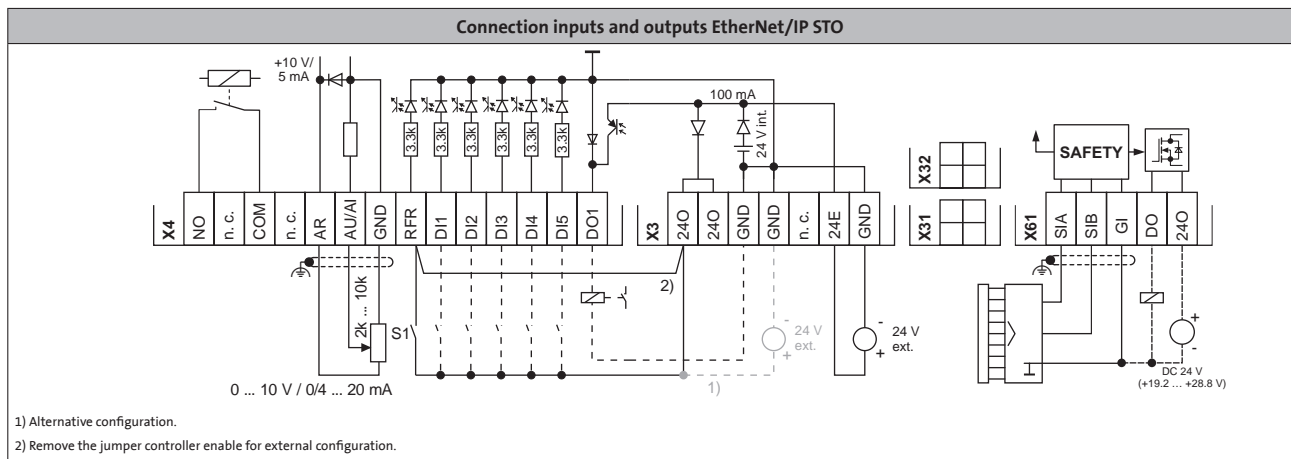 Connection inputs and outputs EtherNet/IP STO
+10 V/
5 mA
3.3k
3.3k
3.3k
3.3k
3.3k
3.3k
100 mA
24 V int.
X4
NO
n. c.
COM
n. c.
AR
AU/AI
GND
RFR
DI1
DI2
DI3
DI4
DI5
DO1
X3
24O
24O
GND
GND
n. c.
24E
GND
X32
X31
SAFETY
X61
SIA
SIB
GI
DO
24O
2k ... 10k
S1
2)
-
24 V
ext.
+
1)
-
24 V
ext.
+
+
-
DC 24 V
(+19.2 ... +28.8 V)
0 ... 10 V / 0/4 ... 20 mA
1) Alternative configuration.
2) Remove the jumper controller enable for external configuration.